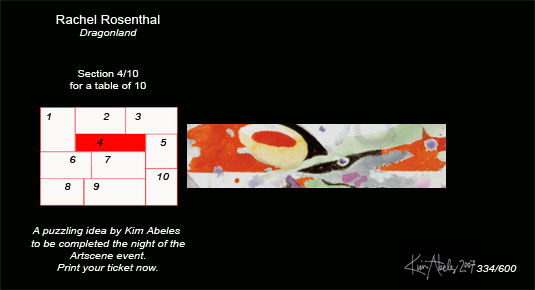 Rachel Rosenthal
Dragonland
Section 4/10
for a table of 10
1 2 3
4 5
6 7
8 9 10
A puzzling idea by Kim Abeles
to be completed the night of the
Artscene event.
Print your ticket now.
Kim Abeles 2007 334/600